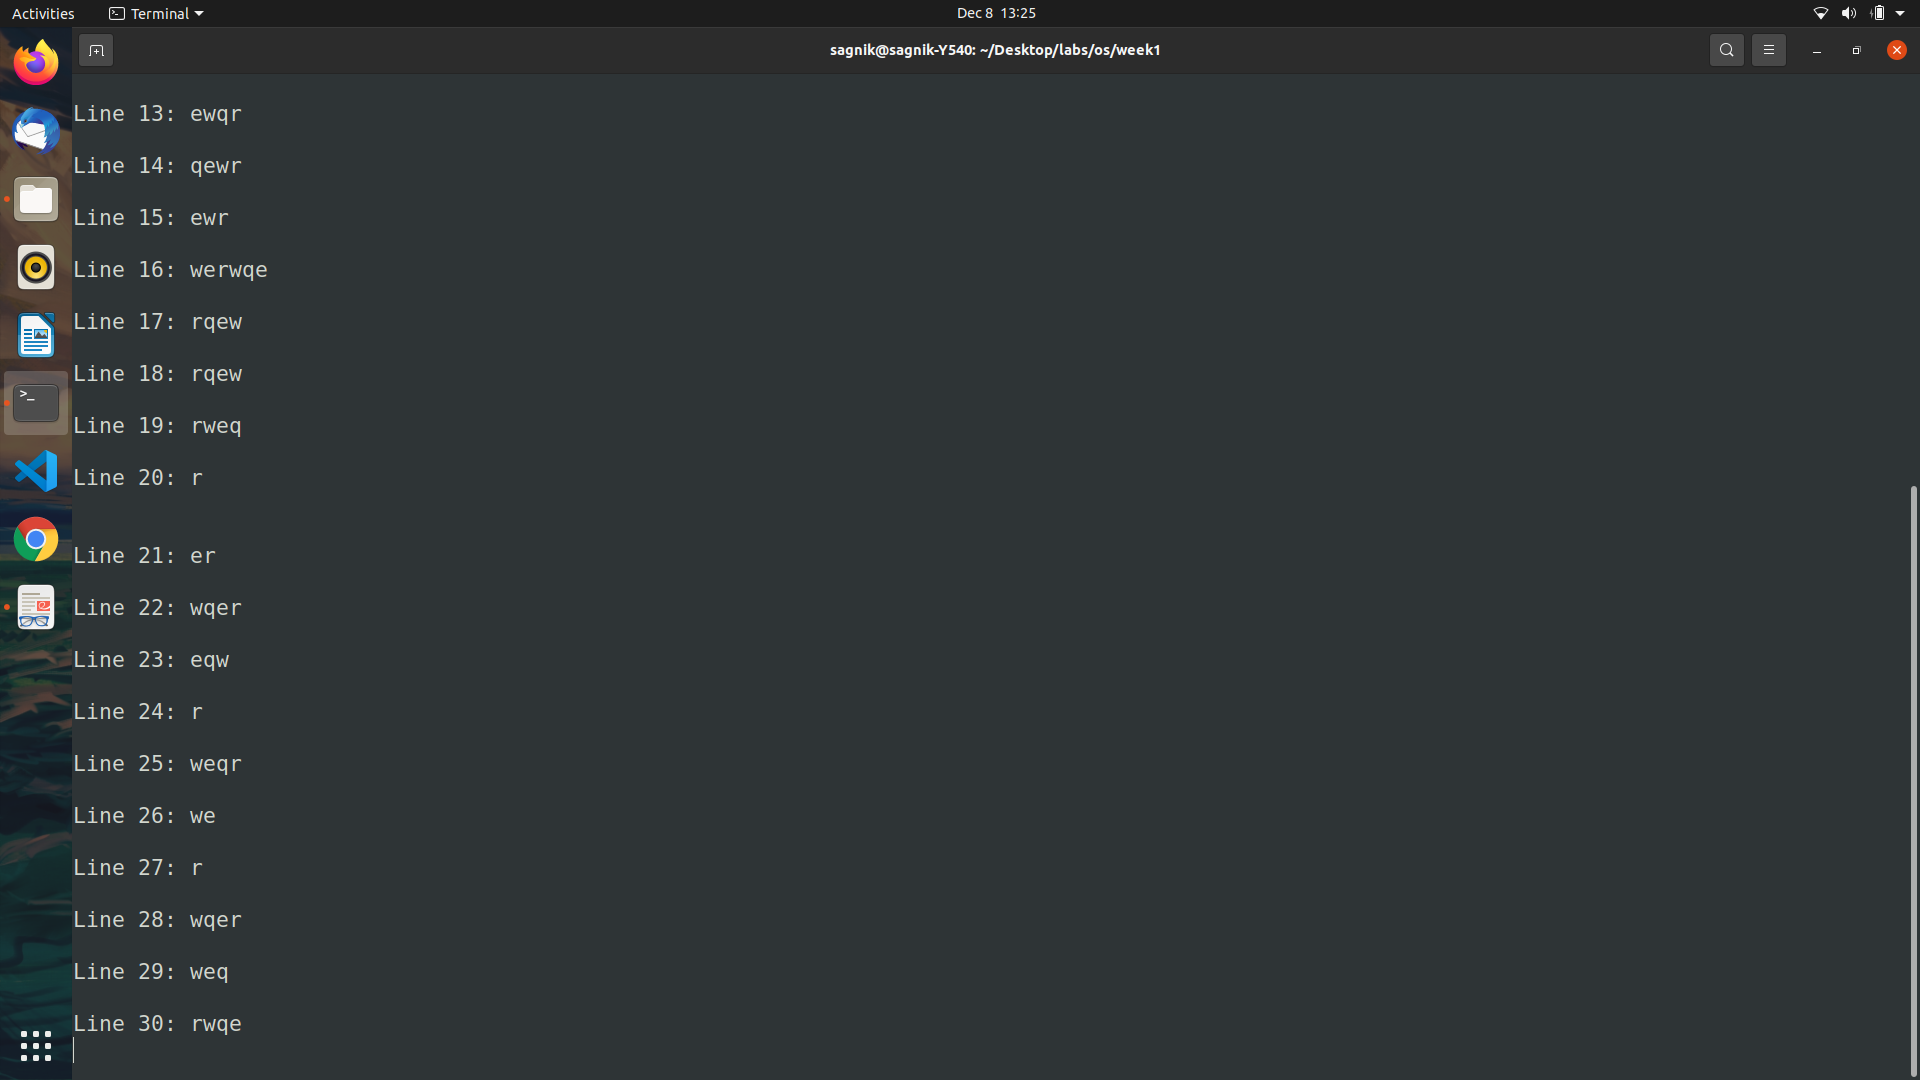 Activities
Terminal
Dec 8 13:25
sagnik@sagnik-Y540: ~/Desktop/labs/os/week1
Line 13: ewqr
Line 14: qewr
Line 15: ewr
Line 16: werwqe
Line 17: rqew
Line 18: rqew
Line 19: rweq
Line 20: r
Line 21: er
Line 22: wqer
Line 23: eqw
Line 24: r
Line 25: weqr
Line 26: we
Line 27: r
Line 28: wqer
Line 29: weq
Line 30: rwqe